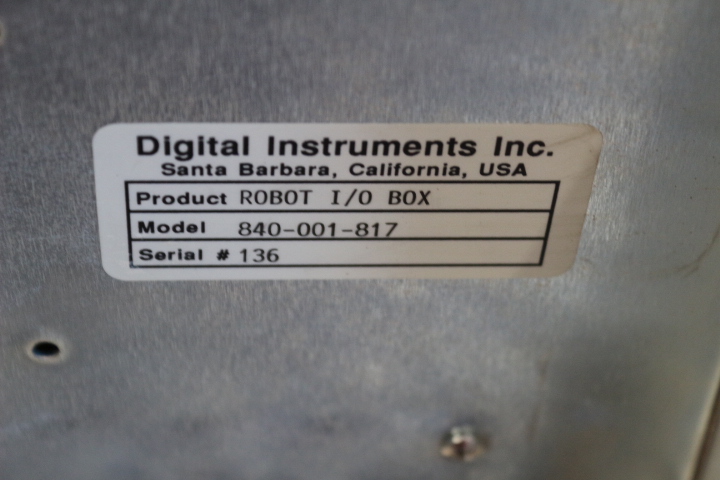 Digital Instruments Inc.
Santa Barbara, California, USA
Product ROBOT I/O BOX
Model 840-001-817
Serial # 136